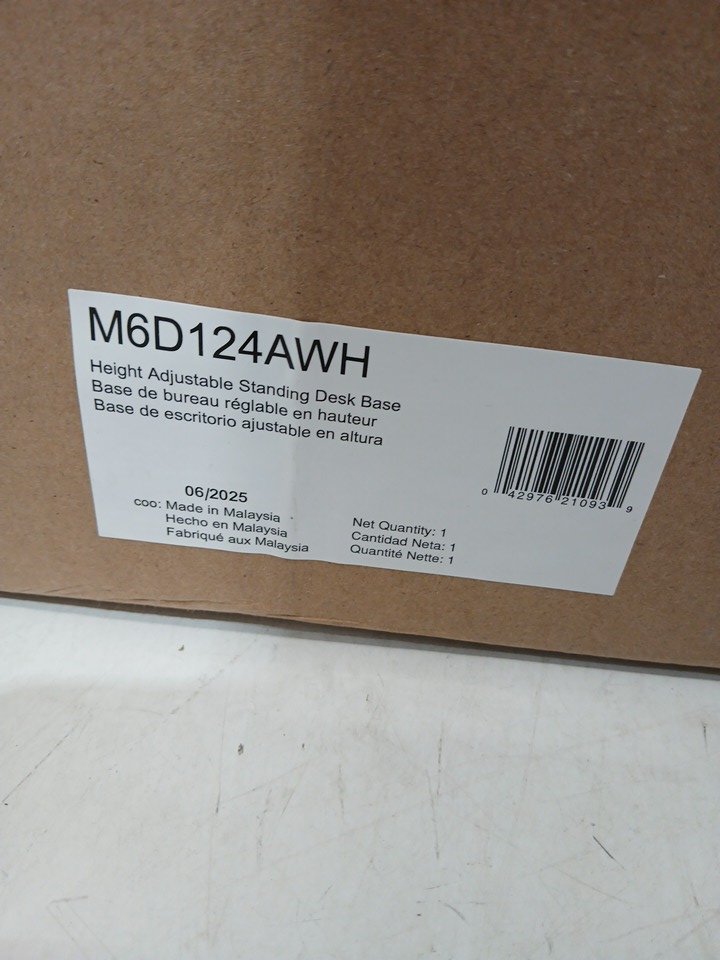 M6D124AWH
Height Adjustable Standing Desk Base
Base de bureau réglable en hauteur
Base de escritorio ajustable en altura
06/2025
coo: Made in Malaysia
Hecho en Malaysia
Fabriqué aux Malaysia
Net Quantity: 1
Cantidad Neta: 1
Quantité Nette: 1
0 42976 21093 9